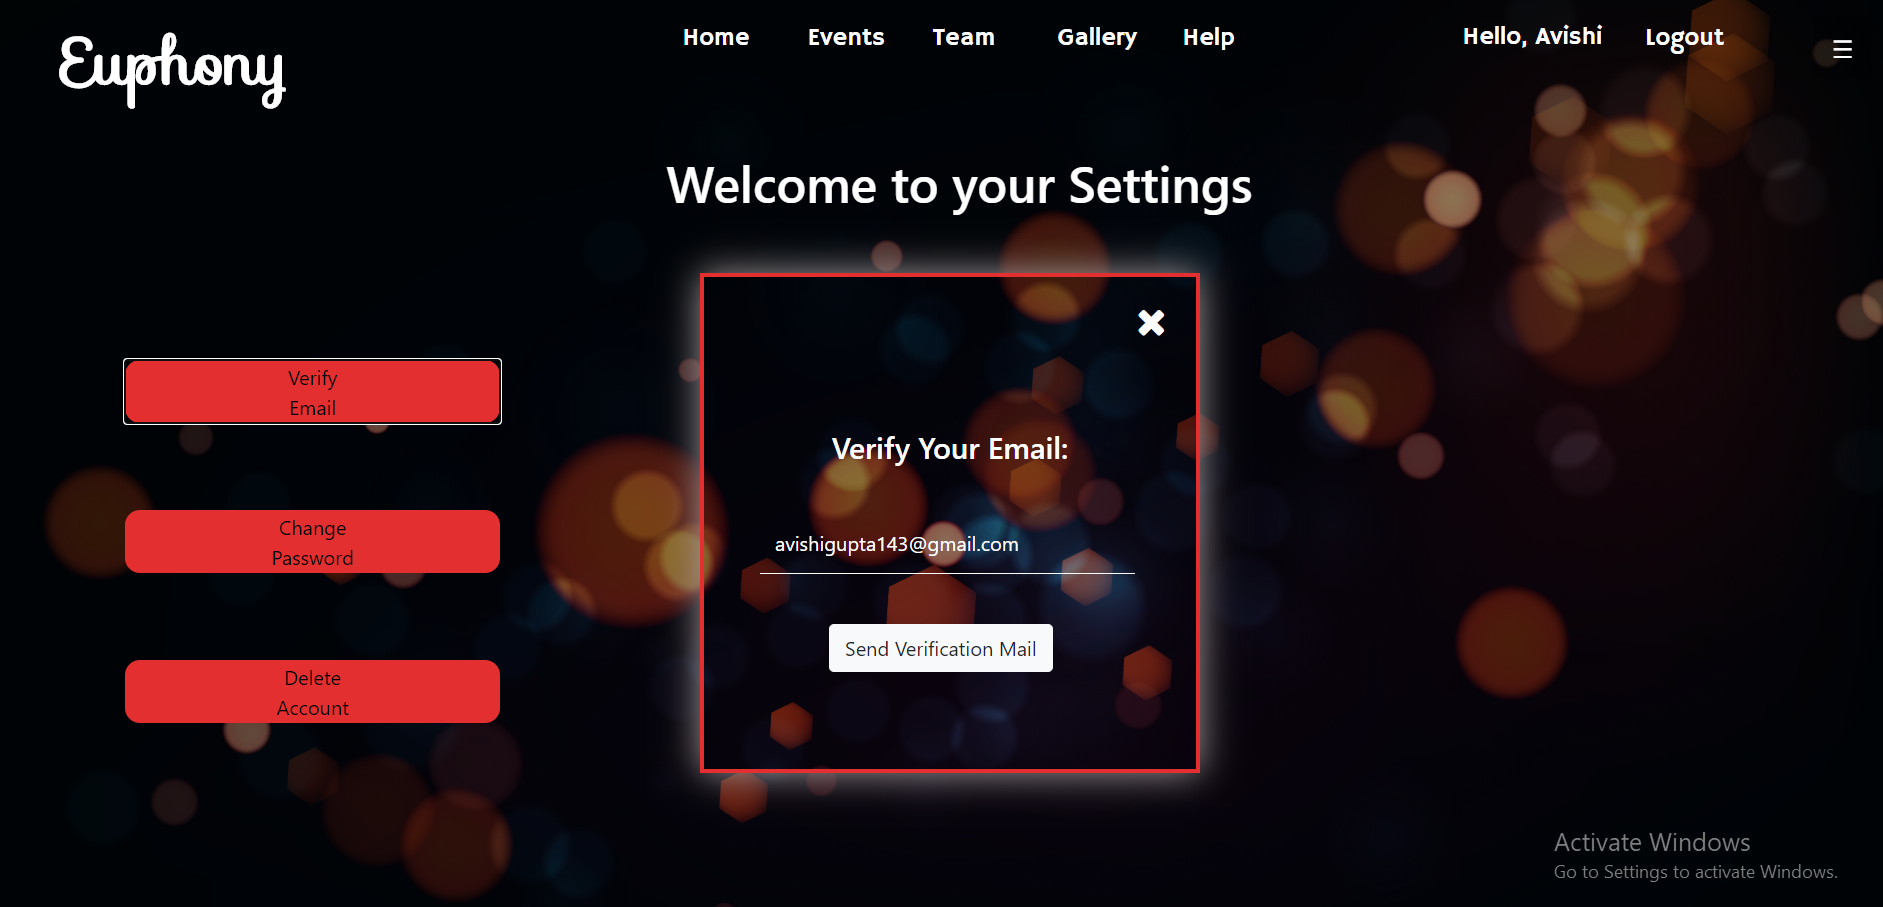 Euphony
Home Events Team Gallery Help Hello, Avishi Logout
Welcome to your Settings
Verify
Email
Change
Password
Delete
Account
Verify Your Email:
avishigupta143@gmail.com
Send Verification Mail
Activate Windows
Go to Settings to activate Windows.